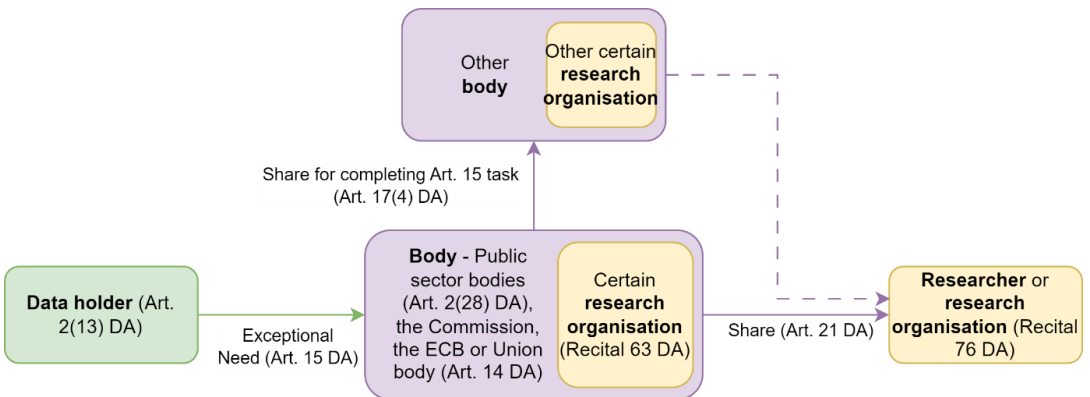 Other
body
Other certain
research
organisation
Share for completing Art. 15 task
(Art. 17(4) DA)
Data holder (Art.
2(13) DA)
Exceptional
Need (Art. 15 DA)
Body - Public
sector bodies
(Art. 2(28) DA),
the Commission,
the ECB or Union
body (Art. 14 DA)
Certain
research
organisation
(Recital 63 DA)
Share (Art. 21 DA)
Researcher or
research
organisation (Recital
76 DA)